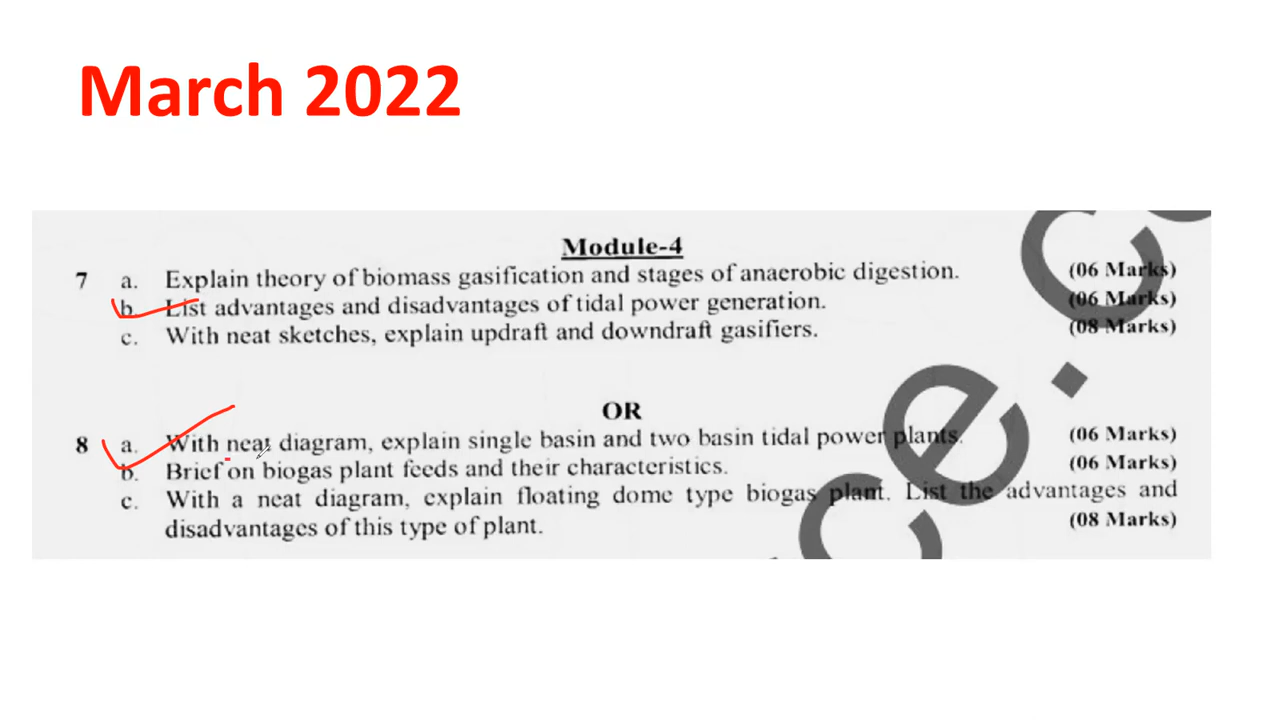 March 2022
Module-4
7 a. Explain theory of biomass gasification and stages of anaerobic digestion. (06 Marks)
b. List advantages and disadvantages of tidal power generation. (06 Marks)
c. With neat sketches, explain updraft and downdraft gasifiers. (08 Marks)
OR
8 a. With neat diagram, explain single basin and two basin tidal power plants. (06 Marks)
b. Brief on biogas plant feeds and their characteristics. (06 Marks)
c. With a neat diagram, explain floating dome type biogas plant. List the advantages and
disadvantages of this type of plant. (08 Marks)
ce.c